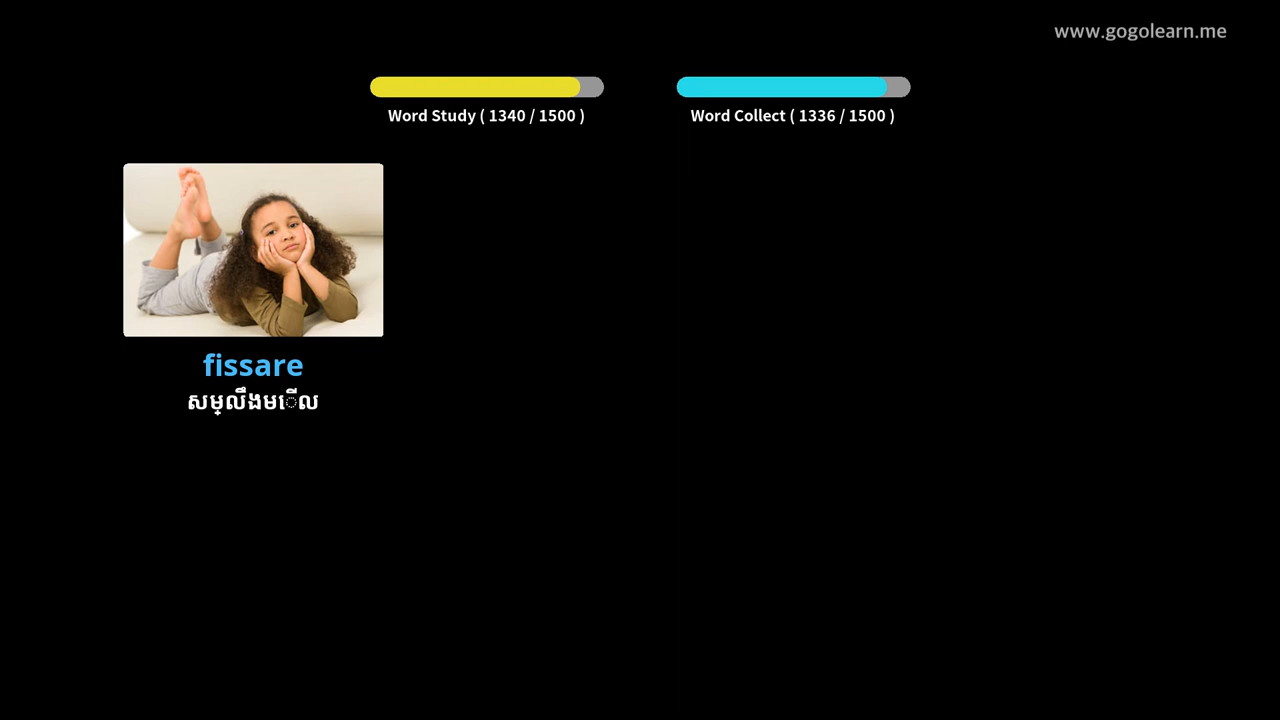 www.gogolearn.me
Word Study ( 1340 / 1500 )
Word Collect ( 1336 / 1500 )
fissare
សម្លឹងមើល